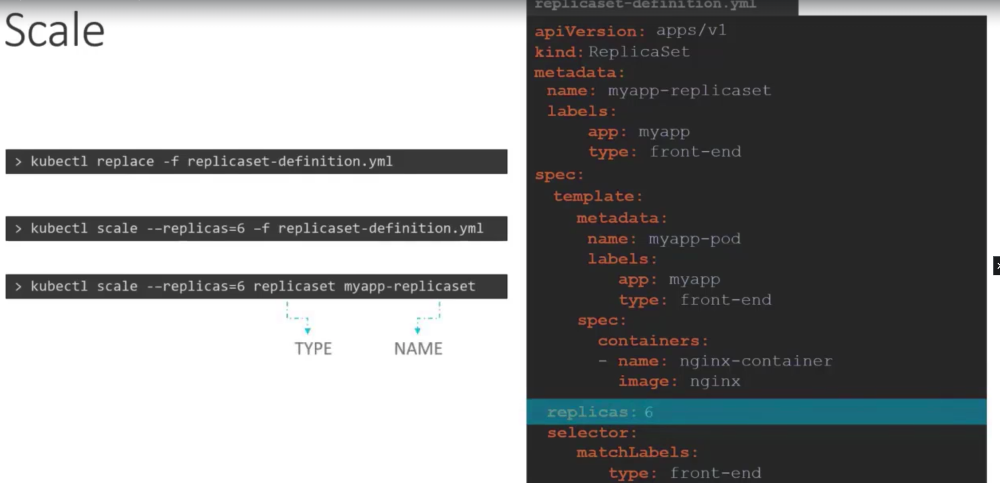 Scale
> kubectl replace -f replicaset-definition.yml
> kubectl scale --replicas=6 –f replicaset-definition.yml
> kubectl scale --replicas=6 replicaset myapp-replicaset
TYPE NAME
replicaset-definition.yml
apiVersion: apps/v1
kind: ReplicaSet
metadata:
name: myapp-replicaset
labels:
app: myapp
type: front-end
spec:
template:
metadata:
name: myapp-pod
labels:
app: myapp
type: front-end
spec:
containers:
- name: nginx-container
image: nginx
replicas: 6
selector:
matchLabels:
type: front-end